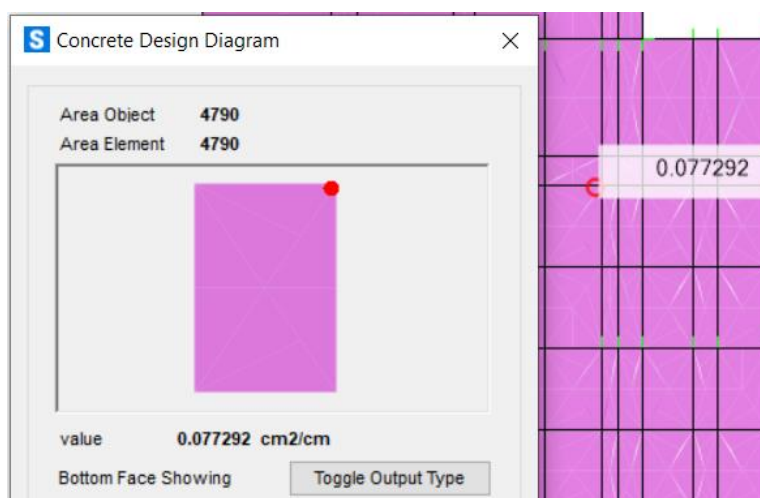 S Concrete Design Diagram
Area Object 4790
Area Element 4790
0.077292
value 0.077292 cm2/cm
Bottom Face Showing Toggle Output Type